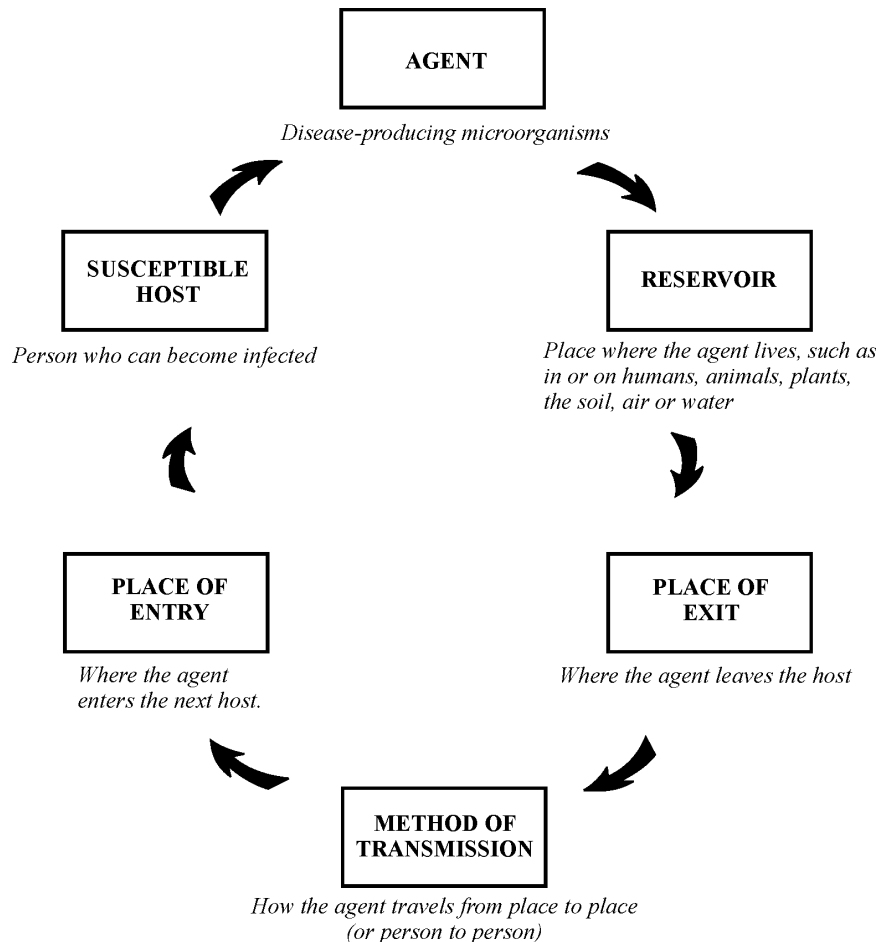 AGENT
Disease-producing microorganisms
RESERVOIR
Place where the agent lives, such as
in or on humans, animals, plants,
the soil, air or water
PLACE OF
EXIT
Where the agent leaves the host
METHOD OF
TRANSMISSION
How the agent travels from place to place
(or person to person)
PLACE OF
ENTRY
Where the agent
enters the next host.
SUSCEPTIBLE
HOST
Person who can become infected